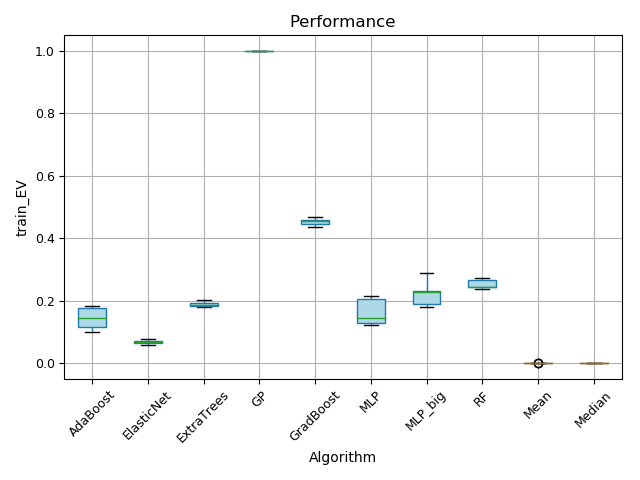 Performance
train_EV
1.0
0.8
0.6
0.4
0.2
0.0
AdaBoost
ElasticNet
ExtraTrees
GP
GradBoost
MLP
MLP_big
RF
Mean
Median
Algorithm